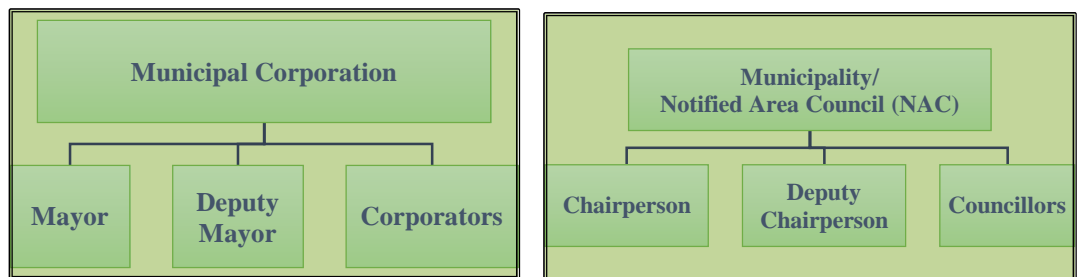 Municipal Corporation
Mayor
Deputy
Mayor
Corporators
Municipality/
Notified Area Council (NAC)
Chairperson
Deputy
Chairperson
Councillors